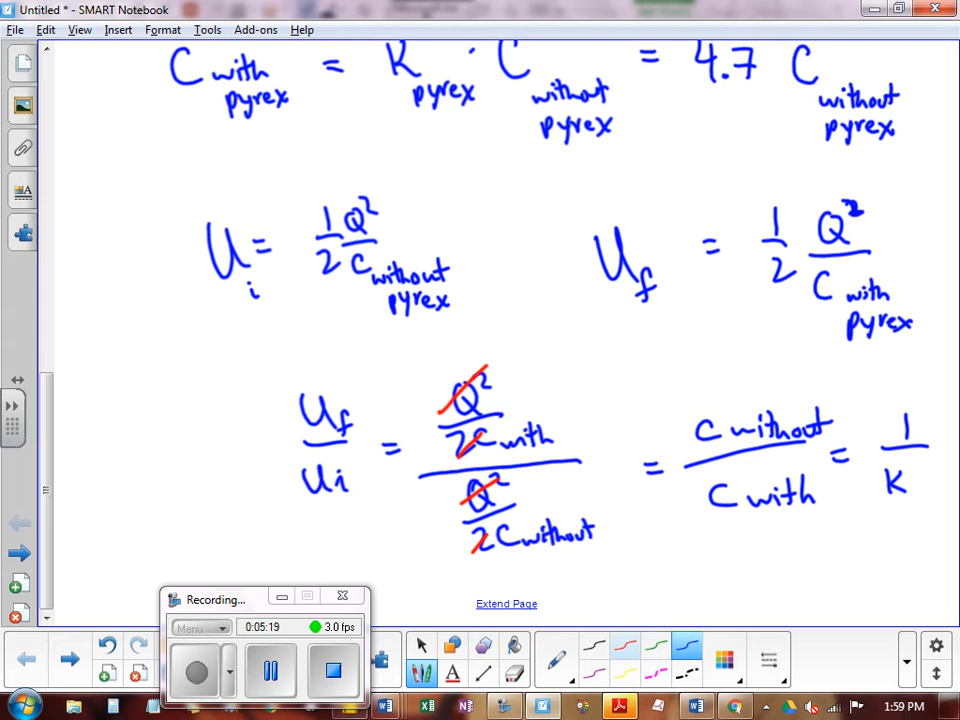 Untitled * - SMART Notebook
File Edit View Insert Format Tools Add-ons Help
C with pyrex = K pyrex · C without pyrex = 4.7 C without pyrex
U i = 1/2 Q²/C without pyrex
U f = 1/2 Q²/C with pyrex
Uf/Ui = Q²/2C with / Q²/2C without = C without/C with = 1/K
Extend Page
Recording...
Menu 0:05:19 3.0 fps
1:59 PM